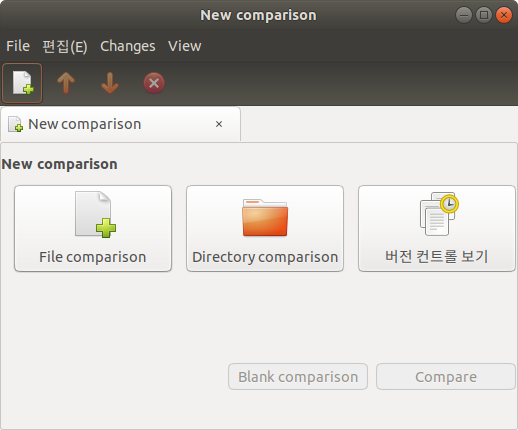 New comparison
File 편집(E) Changes View
New comparison
New comparison
File comparison Directory comparison 버전 컨트롤 보기
Blank comparison Compare